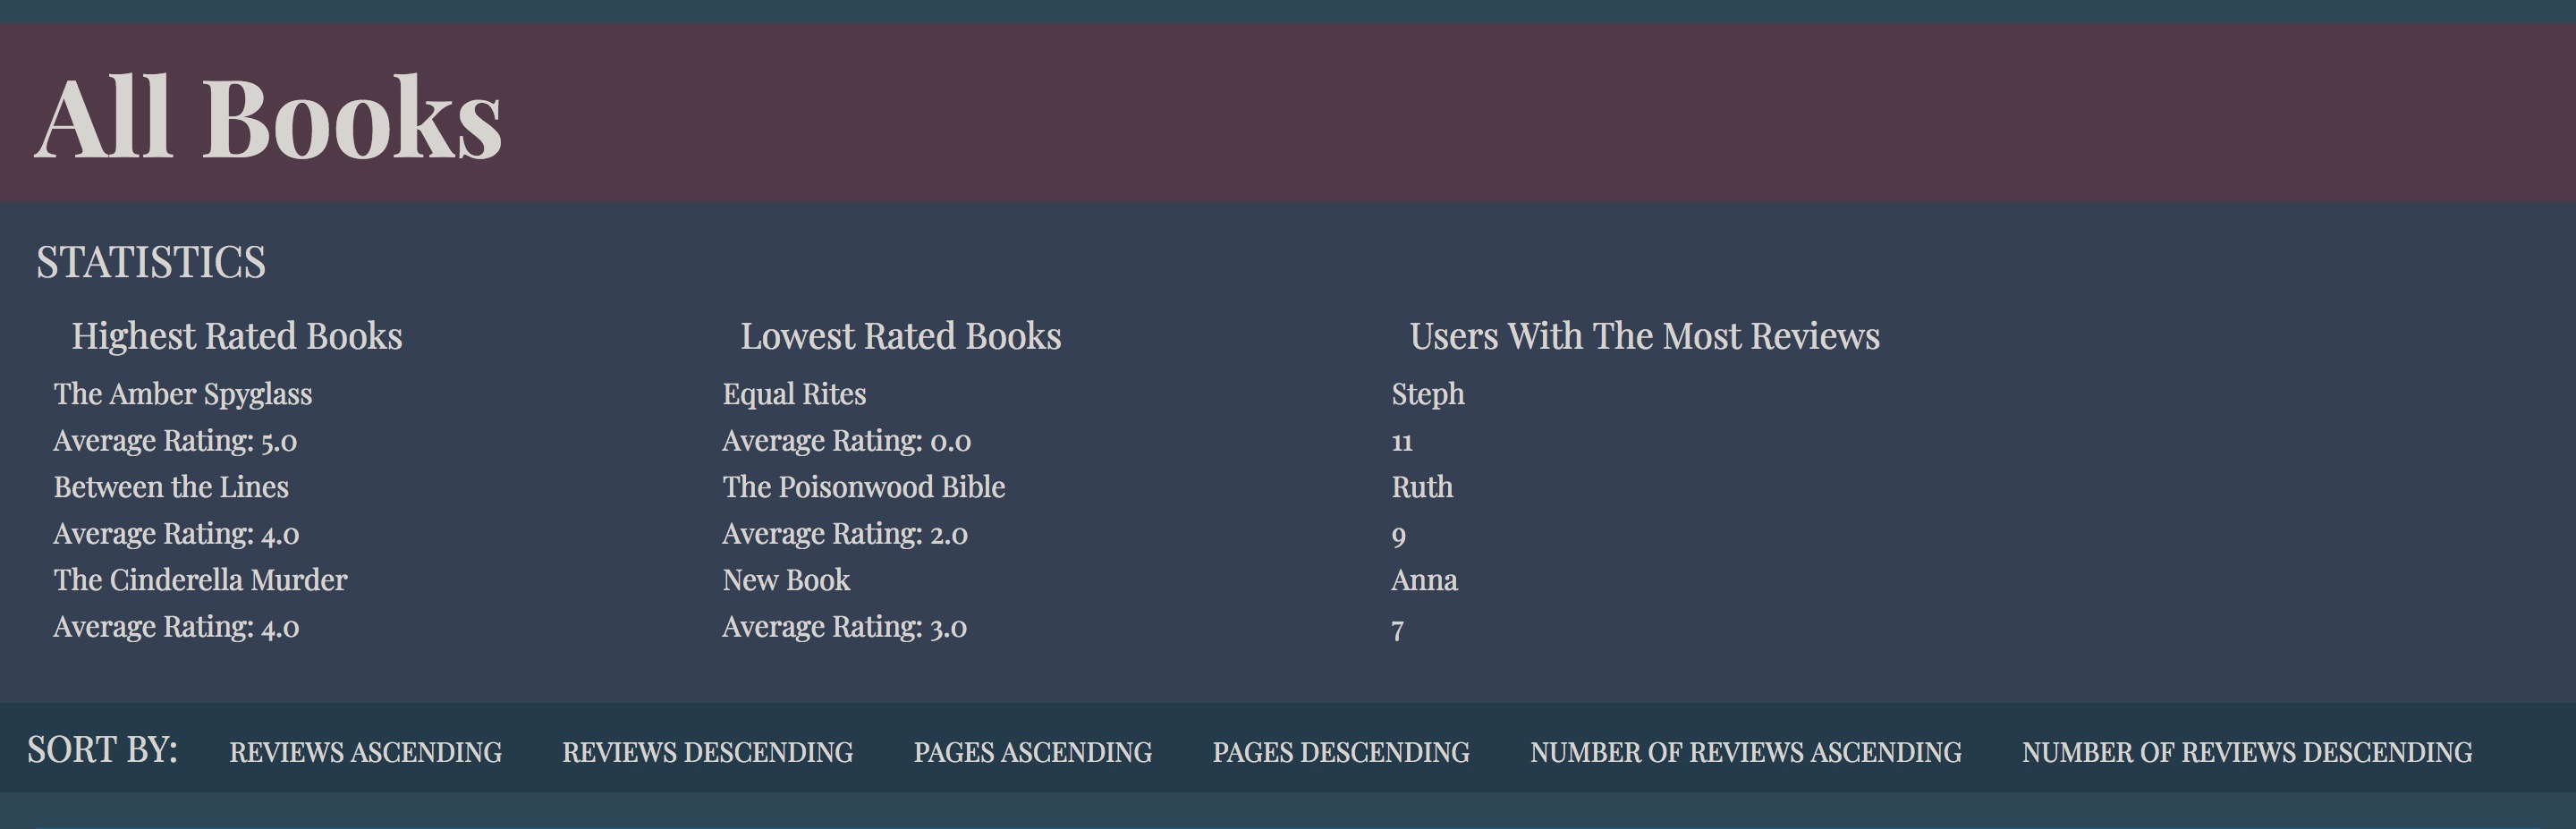 All Books
STATISTICS
Highest Rated Books
The Amber Spyglass
Average Rating: 5.0
Between the Lines
Average Rating: 4.0
The Cinderella Murder
Average Rating: 4.0
Lowest Rated Books
Equal Rites
Average Rating: 0.0
The Poisonwood Bible
Average Rating: 2.0
New Book
Average Rating: 3.0
Users With The Most Reviews
Steph
11
Ruth
9
Anna
7
SORT BY: REVIEWS ASCENDING REVIEWS DESCENDING PAGES ASCENDING PAGES DESCENDING NUMBER OF REVIEWS ASCENDING NUMBER OF REVIEWS DESCENDING